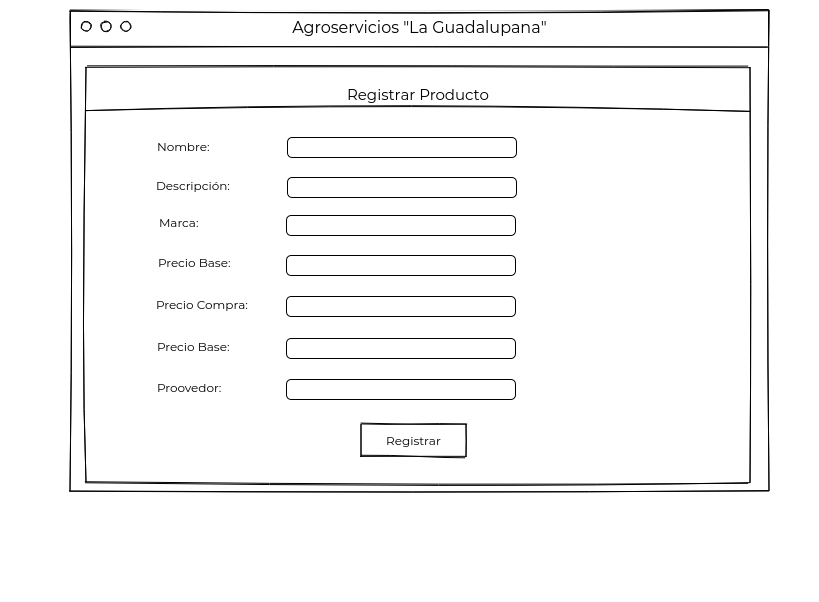 Agroservicios "La Guadalupana"
Registrar Producto
Nombre:
Descripción:
Marca:
Precio Base:
Precio Compra:
Precio Base:
Proovedor:
Registrar